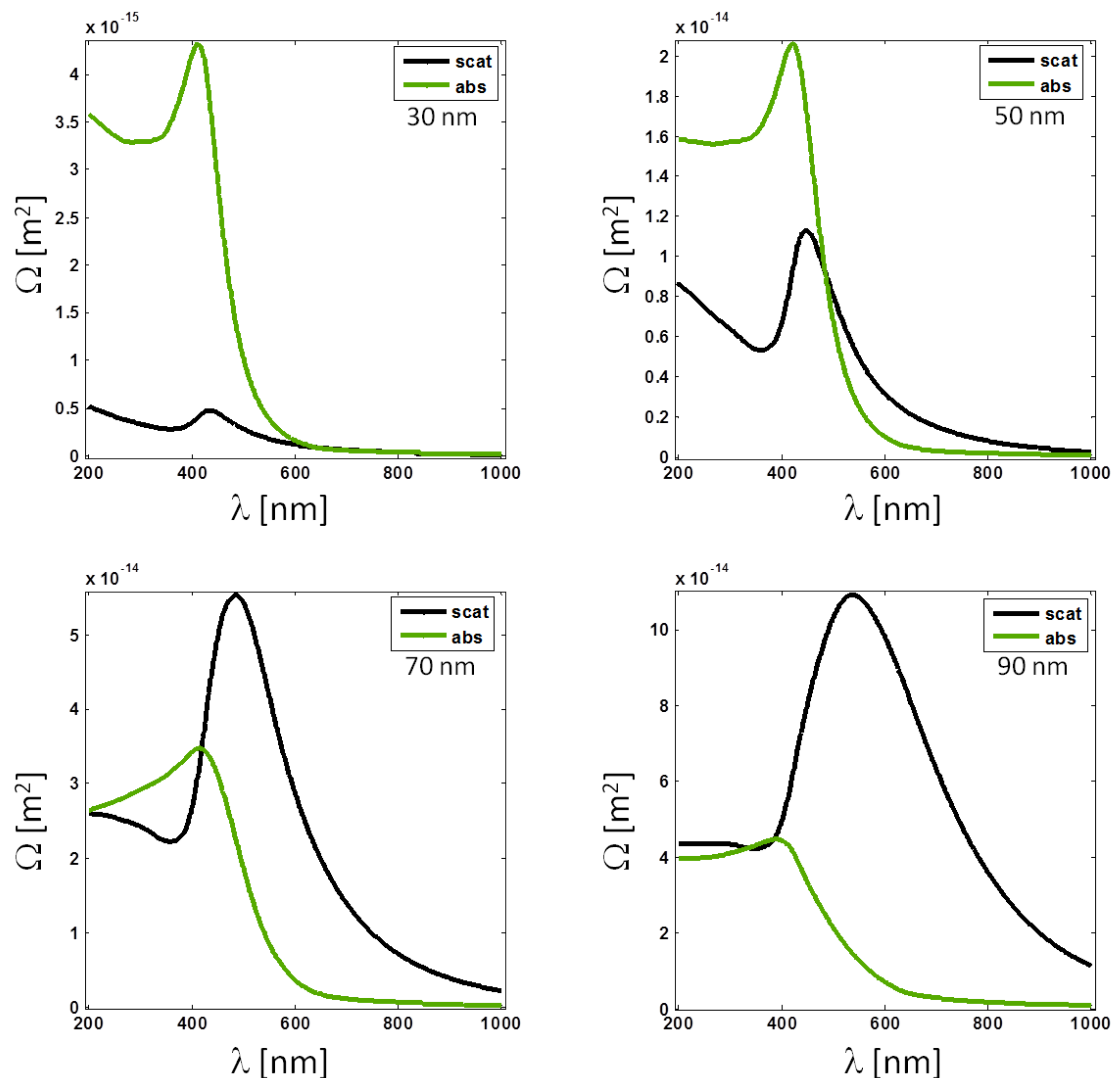 x 10-15
4
3.5
3
2.5
2
1.5
1
0.5
0
200 400 600 800 1000
Ω [m2]
λ [nm]
scat
abs
30 nm
x 10-14
2
1.8
1.6
1.4
1.2
1
0.8
0.6
0.4
0.2
0
200 400 600 800 1000
Ω [m2]
λ [nm]
scat
abs
50 nm
x 10-14
5
4
3
2
1
0
200 400 600 800 1000
Ω [m2]
λ [nm]
scat
abs
70 nm
x 10-14
10
8
6
4
2
0
200 400 600 800 1000
Ω [m2]
λ [nm]
scat
abs
90 nm